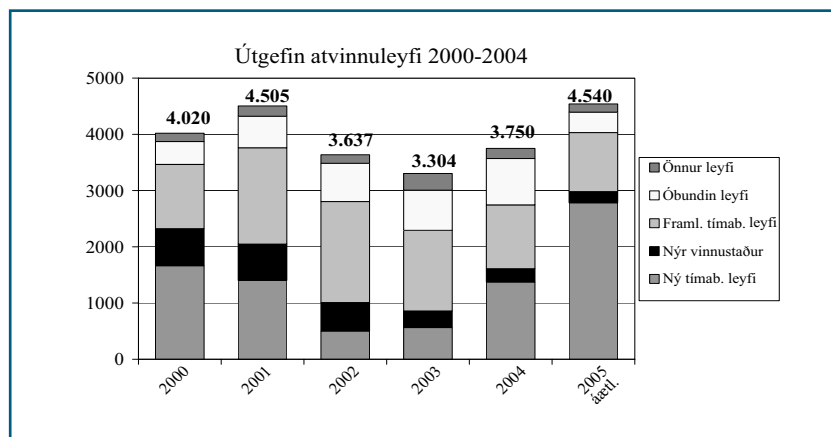 Útgefin atvinnuleyfi 2000-2004
5000
4000
3000
2000
1000
0
4.020
4.505
3.637
3.304
3.750
4.540
2000
2001
2002
2003
2004
2005
áætl.
Önnur leyfi
Óbundin leyfi
Framl. tímab. leyfi
Nýr vinnustaður
Ný tímab. leyfi